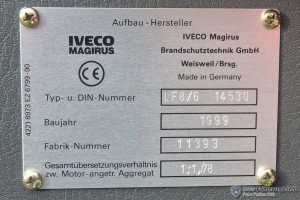 Aufbau - Hersteller
IVECO
MAGIRUS
IVECO Magirus
Brandschutztechnik GmbH
Weisweil/Brsg.
Made in Germany
CE
Typ- u. DIN-Nummer LF8/6 14530
Baujahr 1999
Fabrik-Nummer 11393
Gesamtübersetzungsverhältnis
zw. Motor-angetr. Aggregat 1:1,78
4221 8073 EZ 6799-90